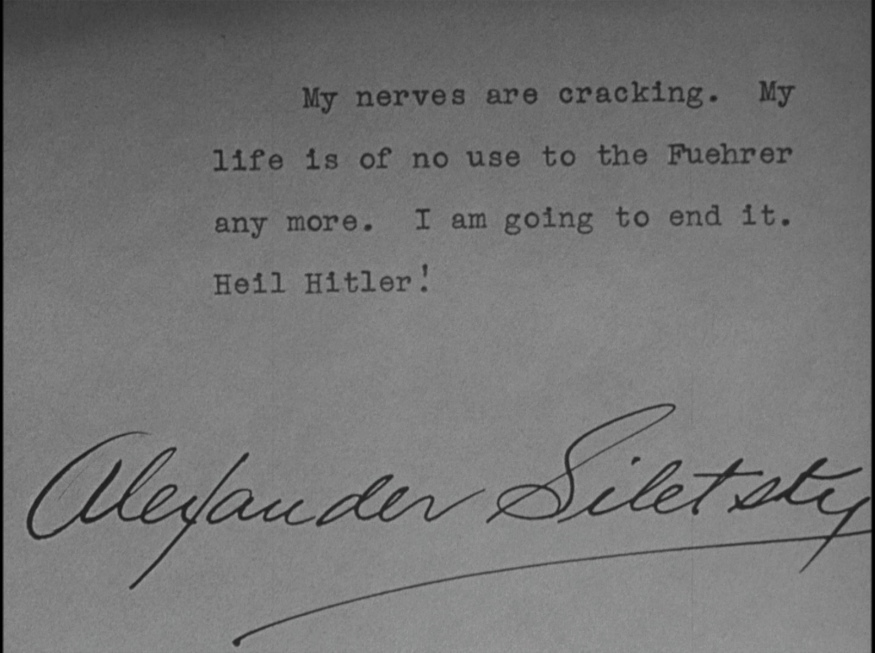 My nerves are cracking. My
life is of no use to the Fuehrer
any more. I am going to end it.
Heil Hitler!
Alexander Siletsky